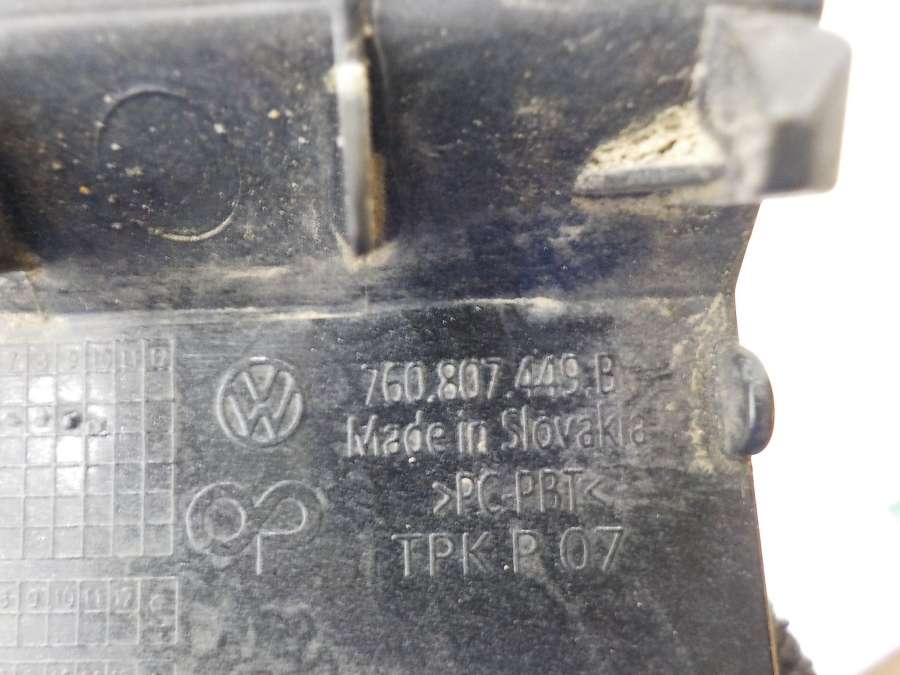 760.807.449.B
Made in Slovakia
>PC-PBT<
TPK P 07